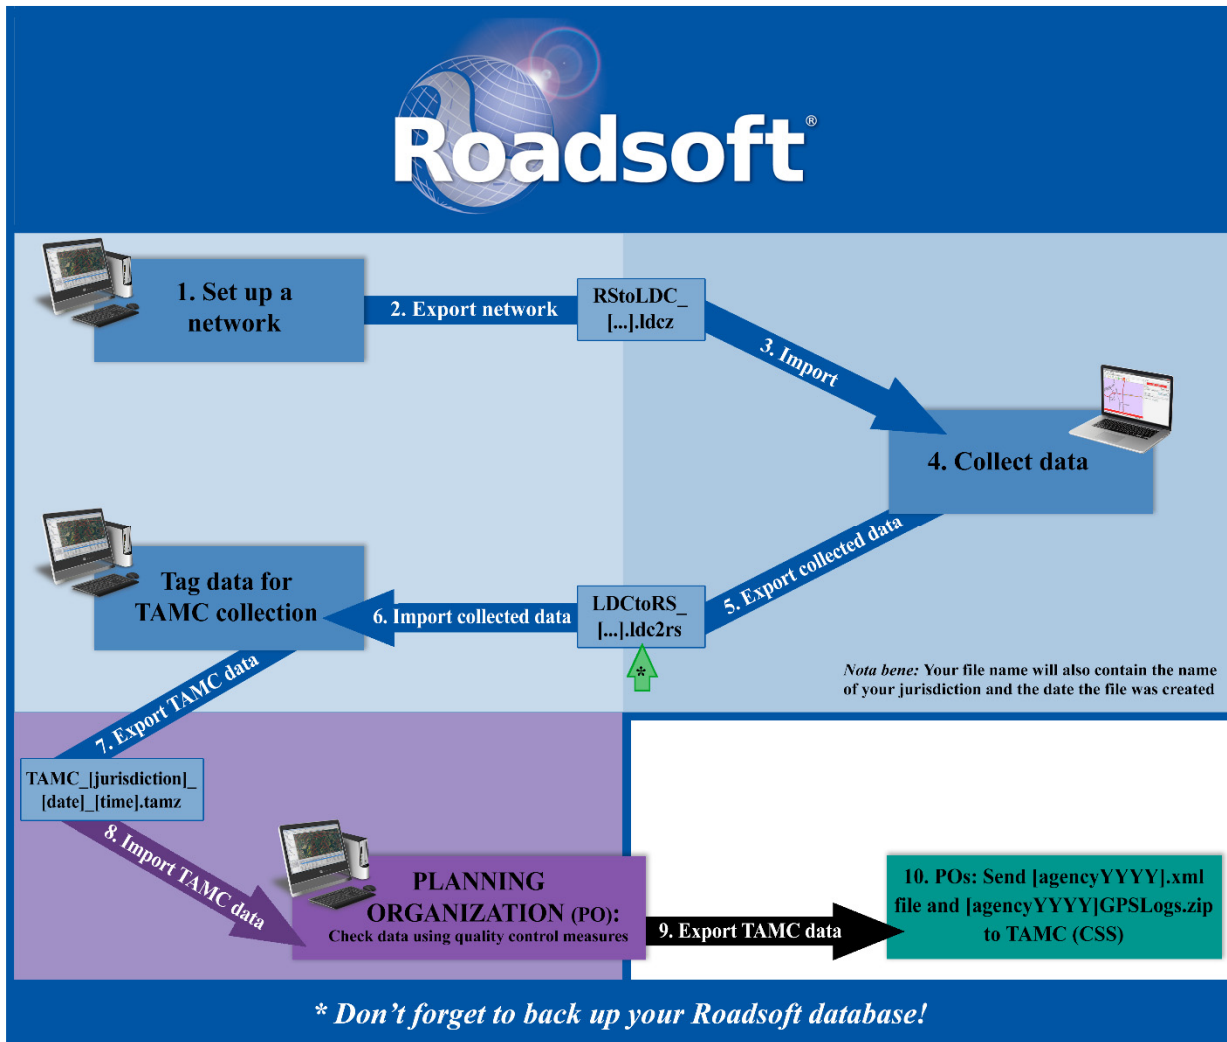 Roadsoft®
1. Set up a
network
2. Export network
RStoLDC_
[...].ldcz
3. Import
4. Collect data
5. Export collected data
LDCtoRS_
[...].ldc2rs
*
6. Import collected data
Tag data for
TAMC collection
Nota bene: Your file name will also contain the name
of your jurisdiction and the date the file was created
7. Export TAMC data
TAMC_[jurisdiction]_
[date]_[time].tamz
8. Import TAMC data
PLANNING
ORGANIZATION (PO):
Check data using quality control measures
9. Export TAMC data
10. POs: Send [agencyYYYY].xml
file and [agencyYYYY]GPSLogs.zip
to TAMC (CSS)
* Don't forget to back up your Roadsoft database!